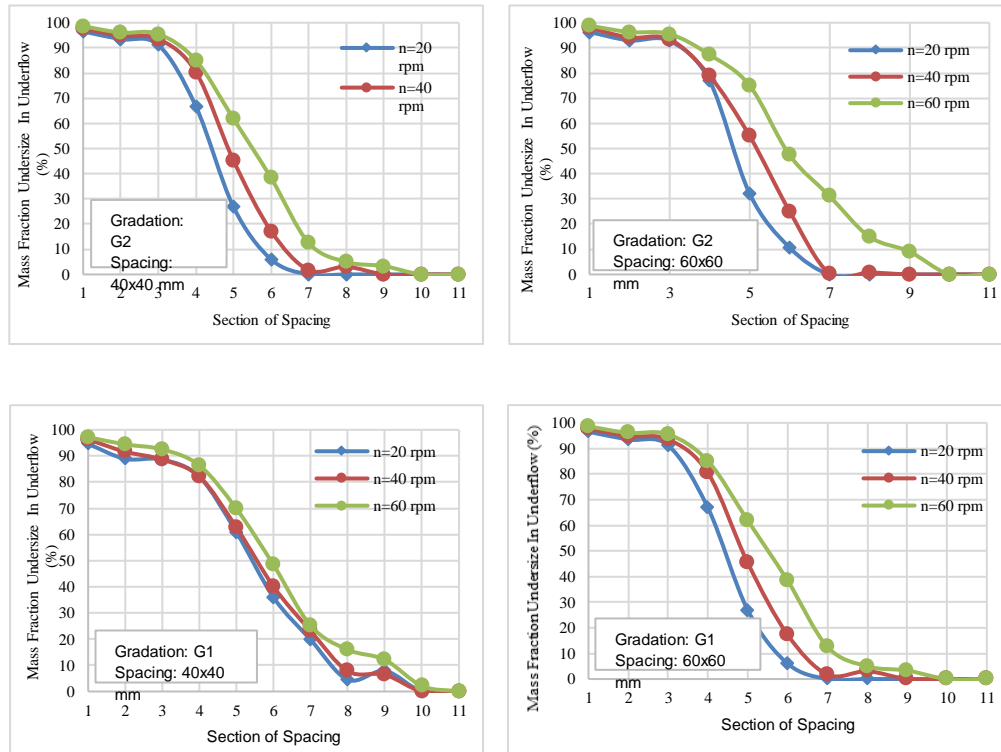 Mass Fraction Undersize In Underflow
(%)
100
90
80
70
60
50
40
30
20
10
0
1 2 3 4 5 6 7 8 9 10 11
Section of Spacing
n=20
rpm
n=40
rpm
Gradation:
G2
Spacing:
40x40 mm
Mass Fraction Undersize In Underflow
(%)
100
90
80
70
60
50
40
30
20
10
0
1 3 5 7 9 11
Section of Spacing
n=20 rpm
n=40 rpm
n=60 rpm
Gradation: G2
Spacing: 60x60
mm
Mass Fraction Undersize In Underflow
(%)
100
90
80
70
60
50
40
30
20
10
0
1 2 3 4 5 6 7 8 9 10 11
Section of Spacing
n=20 rpm
n=40 rpm
n=60 rpm
Gradation: G1
Spacing: 40x40
mm
Mass Fraction Undersize In Underflow (%)
100
90
80
70
60
50
40
30
20
10
0
1 2 3 4 5 6 7 8 9 10 11
Section of Spacing
n=20 rpm
n=40 rpm
n=60 rpm
Gradation: G1
Spacing: 60x60
mm